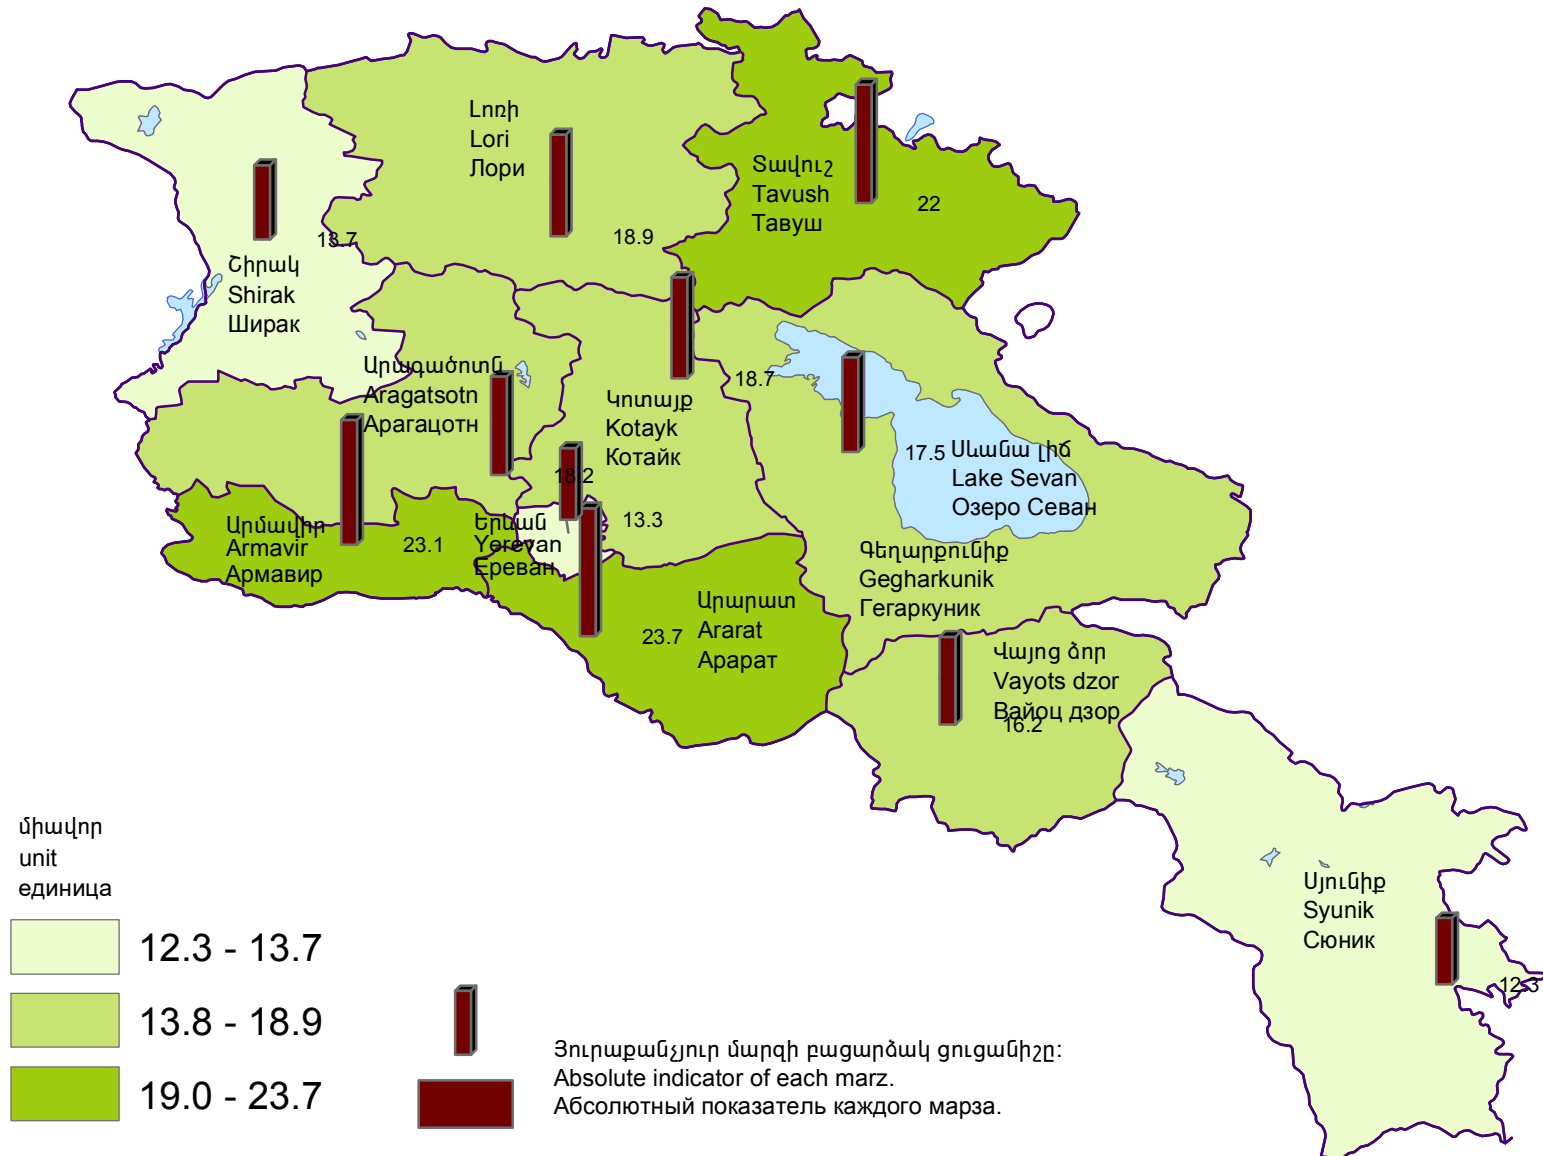 Լոռի
Lori
Лори
18.9
Տավուշ
Tavush
Тавуш
22
13.7
Շիրակ
Shirak
Ширак
Արագածոտն
Aragatsotn
Арагацотн
18.2
Կոտայք
Kotayk
Котайк
18.7
17.5
Սևանա լիճ
Lake Sevan
Озеро Севан
Արմավիր
Armavir
Армавир
23.1
Երևան
Yerevan
Ереван
13.3
Գեղարքունիք
Gegharkunik
Гегаркуник
Արարատ
Ararat
Арарат
23.7
Վայոց ձոր
Vayots dzor
Вайоц дзор
16.2
Սյունիք
Syunik
Сюник
12.3
միավոր
unit
единица
12.3 - 13.7
13.8 - 18.9
19.0 - 23.7
Յուրաքանչյուր մարզի բացարձակ ցուցանիշը:
Absolute indicator of each marz.
Абсолютный показатель каждого марза.